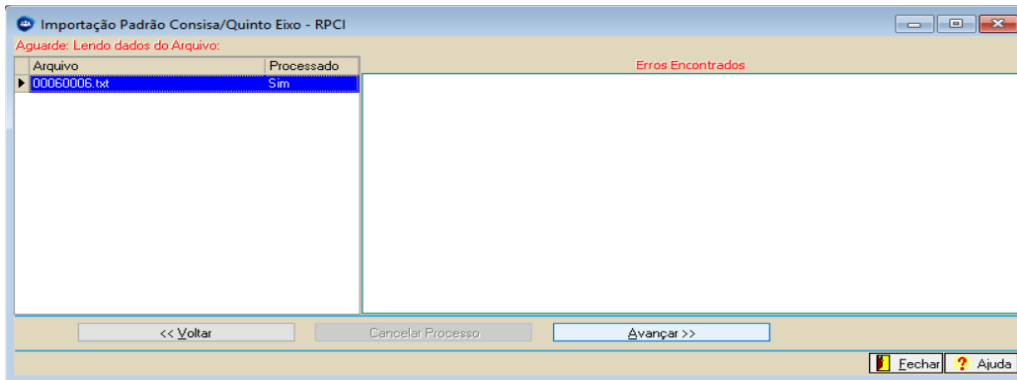 Importação Padrão Consisa/Quinto Eixo - RPCI
Aguarde: Lendo dados do Arquivo:
Arquivo Processado Erros Encontrados
00060006.txt Sim
<< Voltar Cancelar Processo Avançar >>
Fechar ? Ajuda